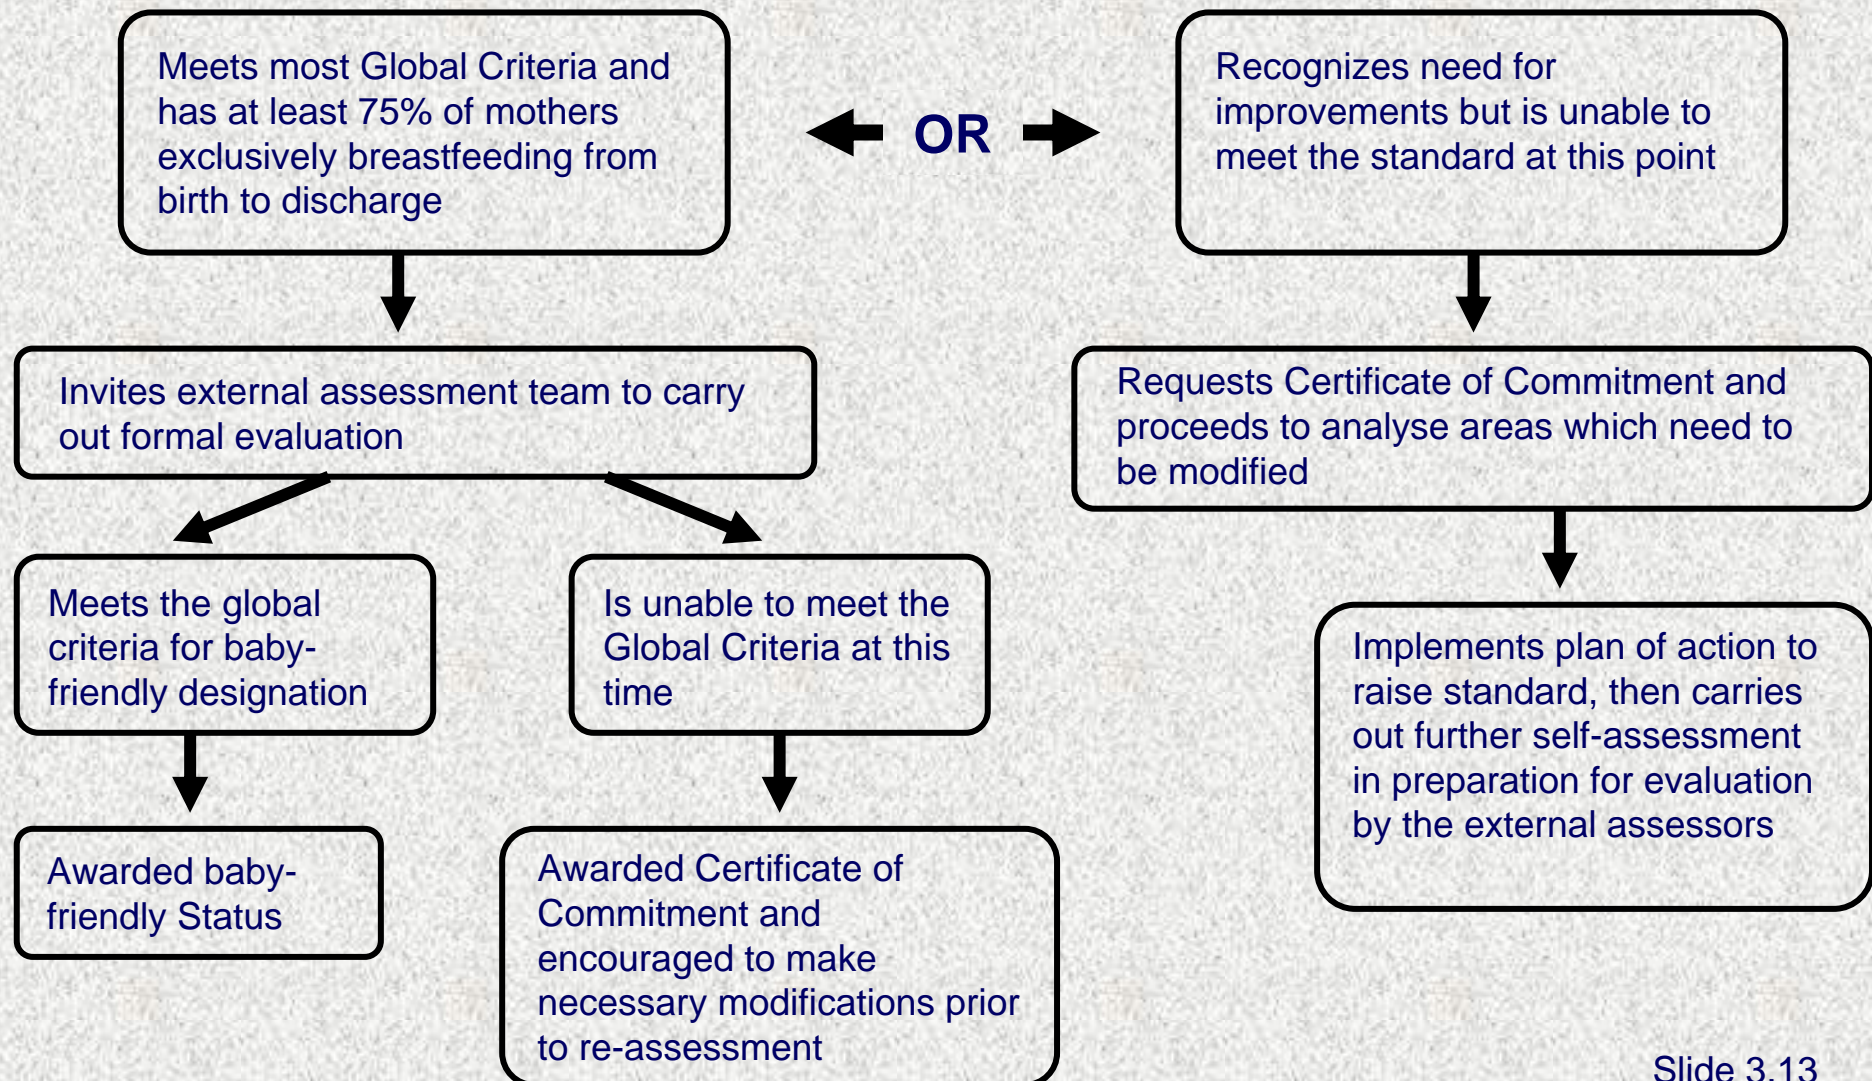 Meets most Global Criteria and
has at least 75% of mothers
exclusively breastfeeding from
birth to discharge
OR
Recognizes need for
improvements but is unable to
meet the standard at this point
Invites external assessment team to carry
out formal evaluation
Requests Certificate of Commitment and
proceeds to analyse areas which need to
be modified
Meets the global
criteria for baby-
friendly designation
Is unable to meet the
Global Criteria at this
time
Implements plan of action to
raise standard, then carries
out further self-assessment
in preparation for evaluation
by the external assessors
Awarded baby-
friendly Status
Awarded Certificate of
Commitment and
encouraged to make
necessary modifications prior
to re-assessment
Slide 3.13